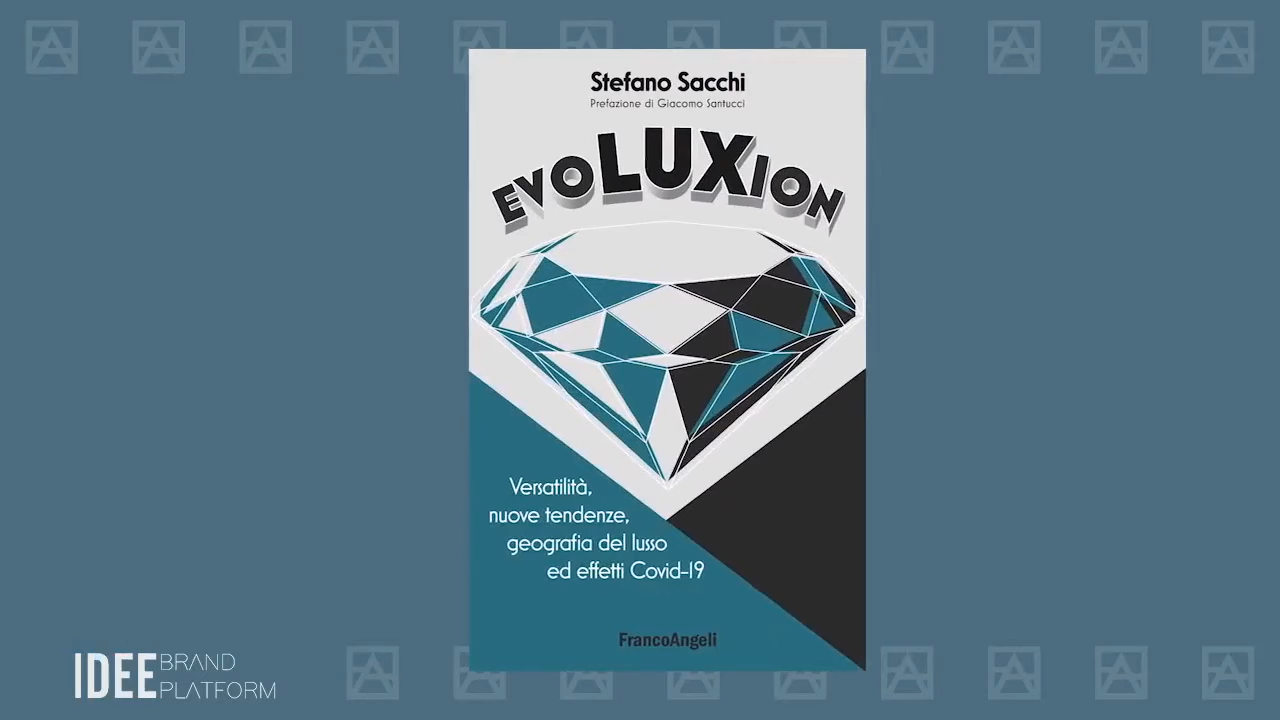 Stefano Sacchi
Prefazione di Giacomo Santucci
EVOLUXION
Versatilità,
nuove tendenze,
geografia del lusso
ed effetti Covid-19
FrancoAngeli
IDEE BRAND
PLATFORM